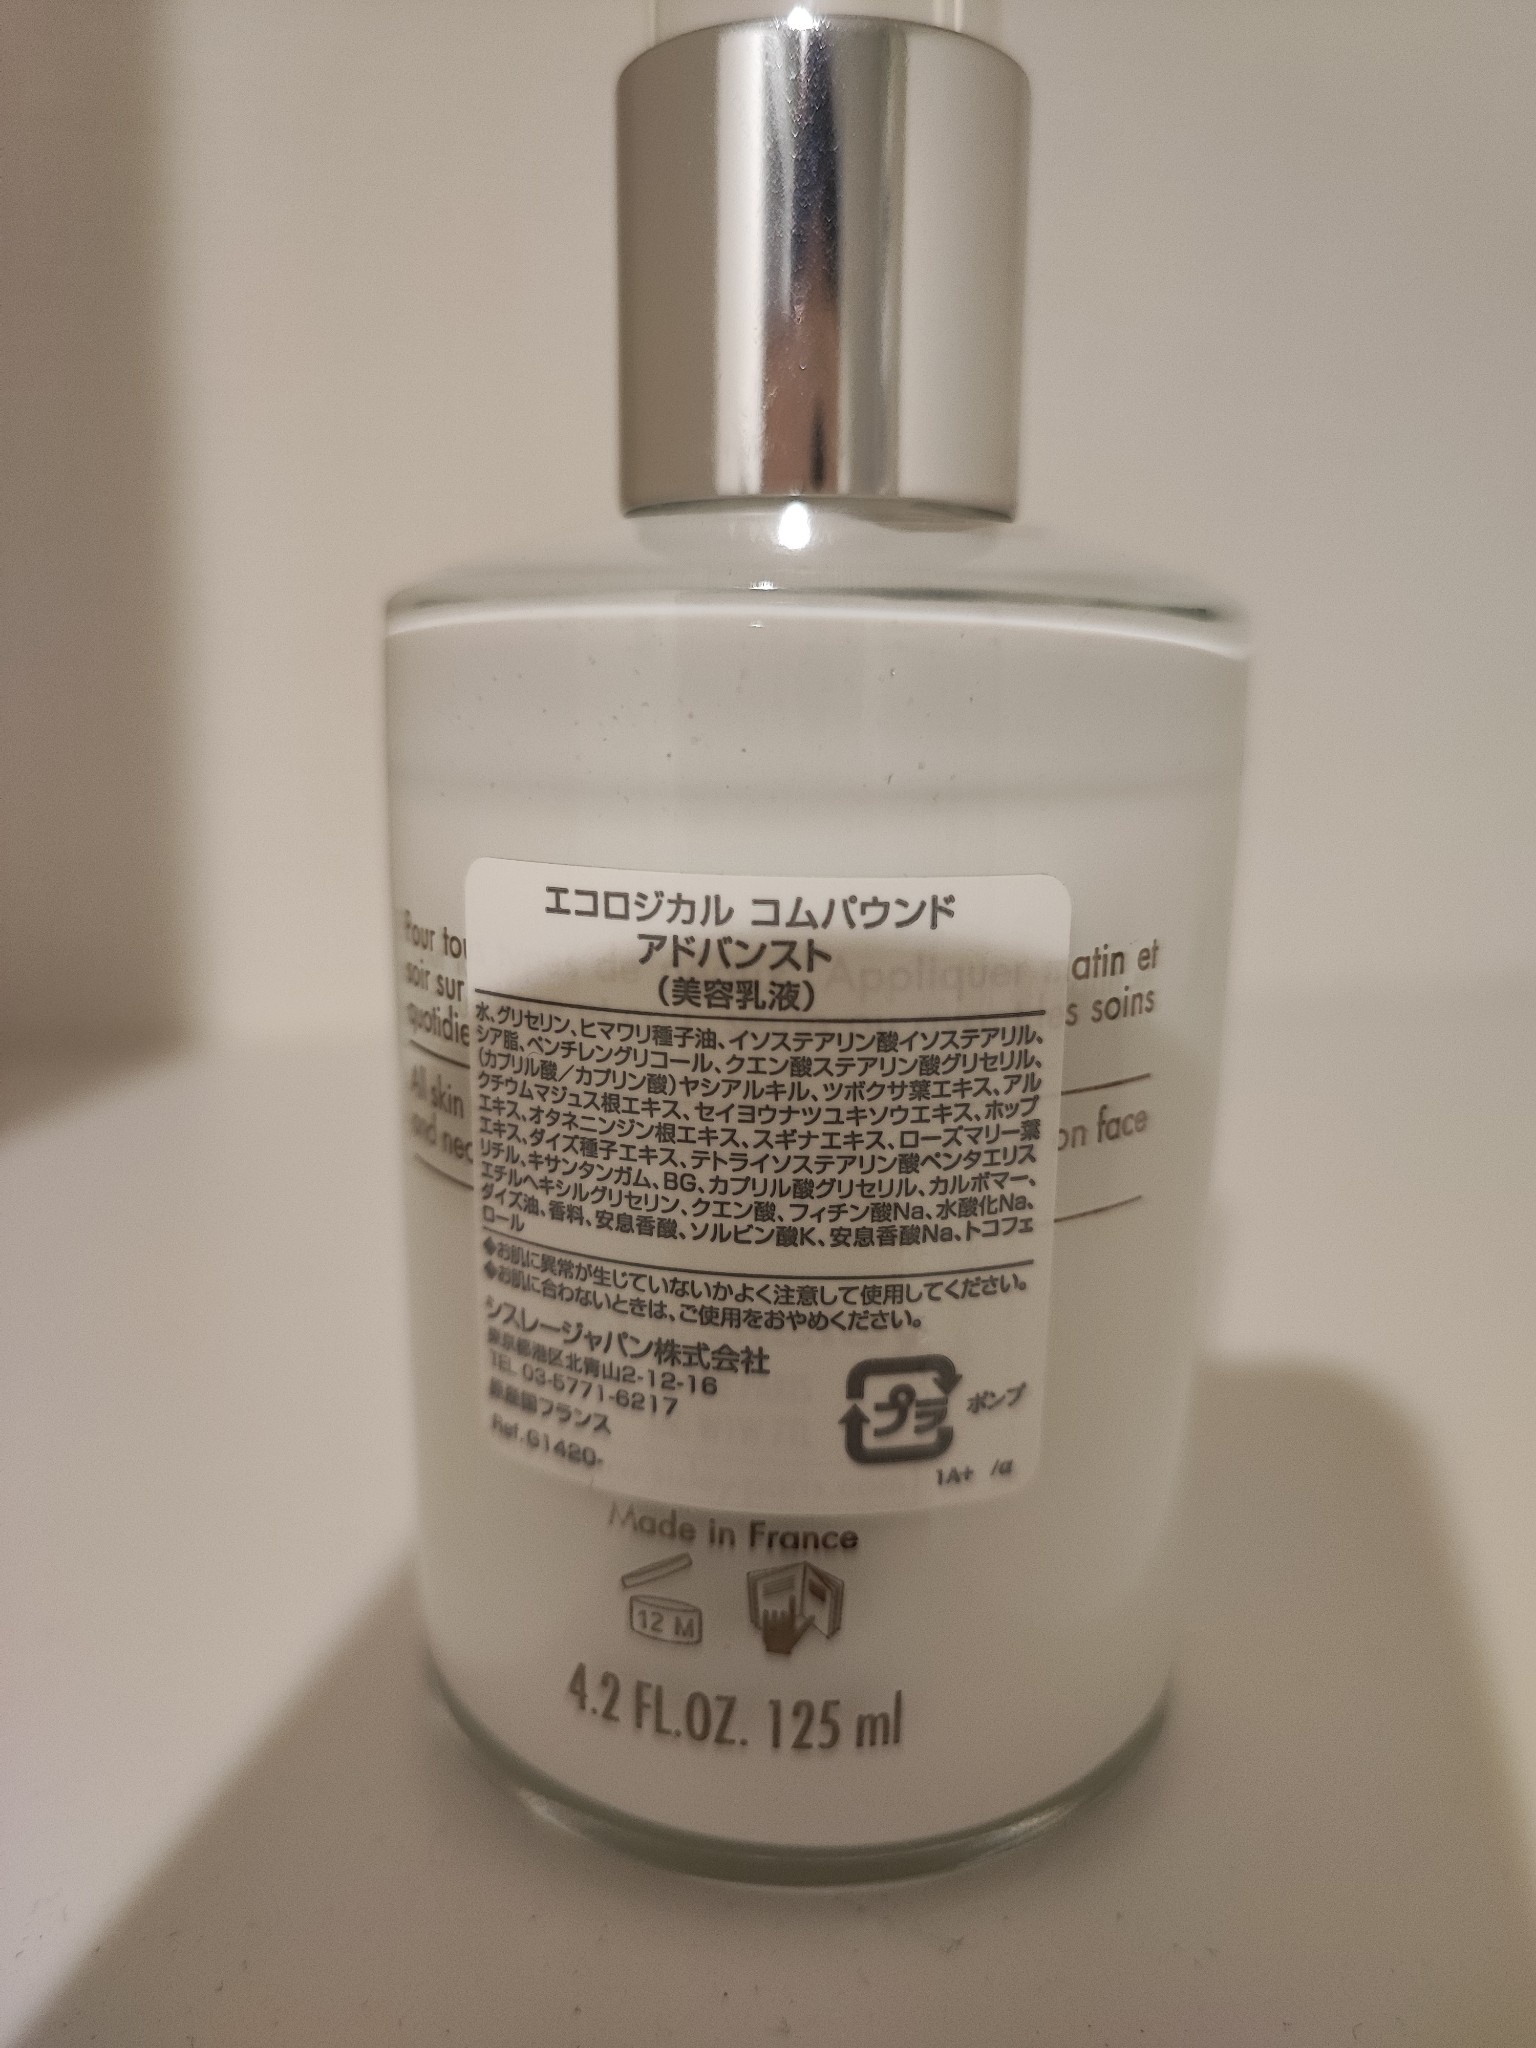 エコロジカル コムパウンド
アドバンスト
(美容乳液)
水、グリセリン、ヒマワリ種子油、イソステアリン酸イソステアリル、
シア脂、ペンチレングリコール、クエン酸ステアリン酸グリセリル、
(カプリル酸/カプリン酸)ヤシアルキル、ツボクサ葉エキス、アル
クチウムマジュス根エキス、セイヨウナツユキソウエキス、ホップ
エキス、オタネニンジン根エキス、スギナエキス、ローズマリー葉
エキス、ダイズ種子エキス、テトライソステアリン酸ペンタエリス
リチル、キサンタンガム、BG、カプリル酸グリセリル、カルボマー、
エチルヘキシルグリセリン、クエン酸、フィチン酸Na、水酸化Na、
ダイズ油、香料、安息香酸、ソルビン酸K、安息香酸Na、トコフェ
ロール
◆お肌に異常が生じていないかよく注意して使用してください。
◆お肌に合わないときは、ご使用をおやめください。
シスレージャパン株式会社
東京都港区北青山2-12-16
TEL 03-5771-6217
原産国フランス
Ref.G1420-
プラ ポンプ
1A+ /α
Pour tou Appliquer matin et
soir sur les soins
quotidie
All skin on face
and nec
Made in France
12 M
4.2 FL.OZ. 125 ml